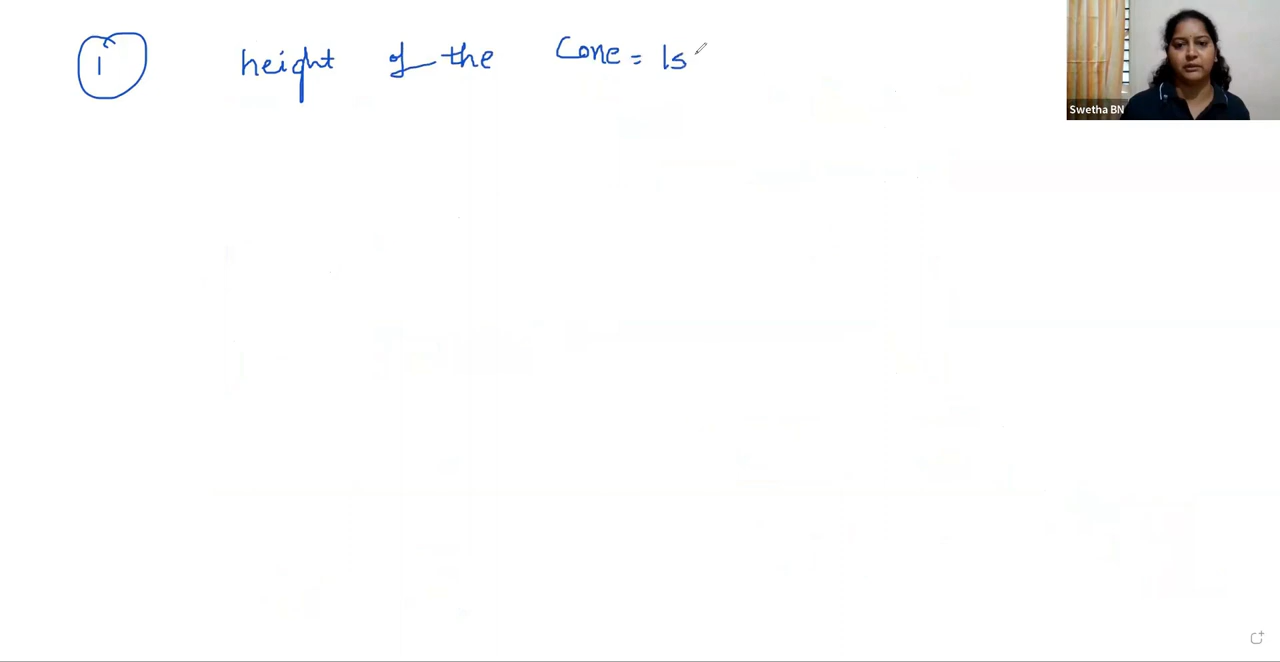 1 height of the Cone = 15
Swetha BN